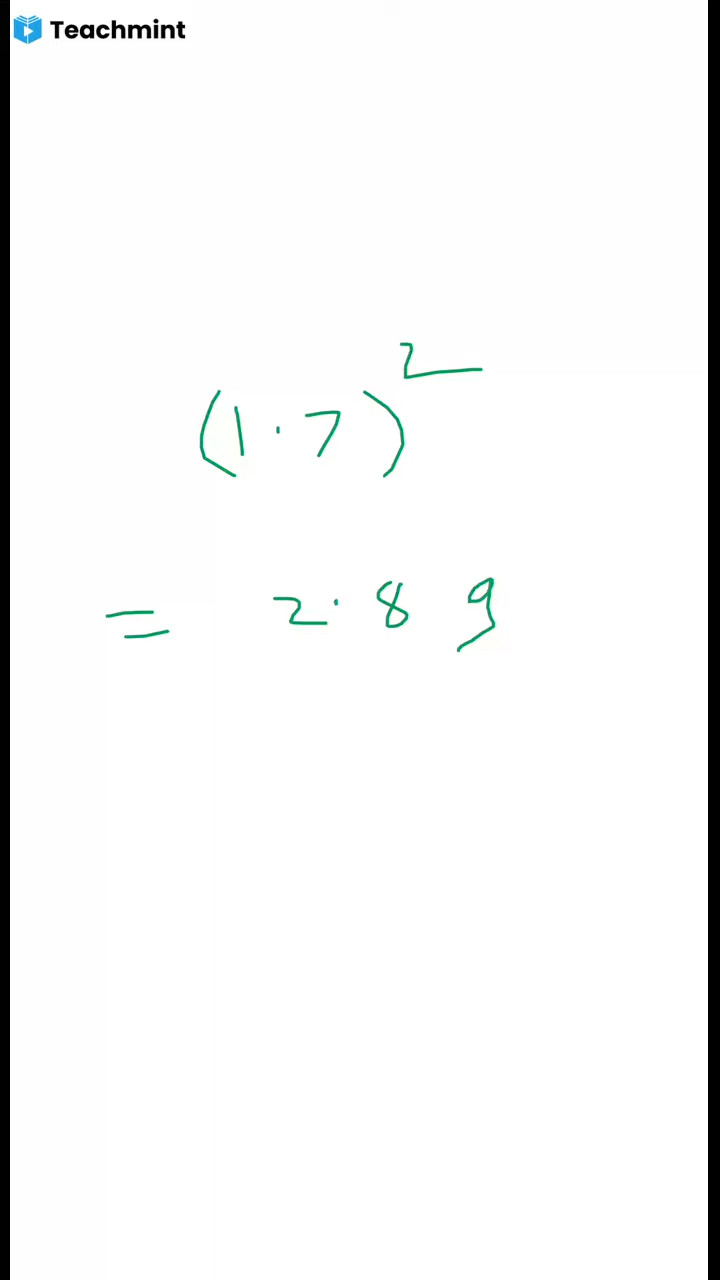 Teachmint
(1.7)²
= 2.89